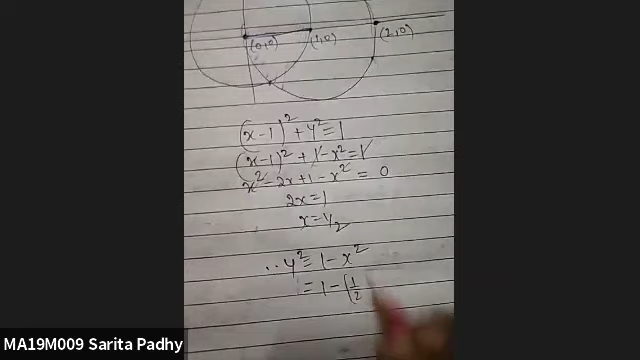 (0,0) (1,0) (2,0)
(x-1)² + y² = 1
(x-1)² + 1 - x² = 1
x² - 2x + 1 - x² = 0
2x = 1
x = 1/2
∴ y² = 1 - x²
= 1 - (1/2
MA19M009 Sarita Padhy